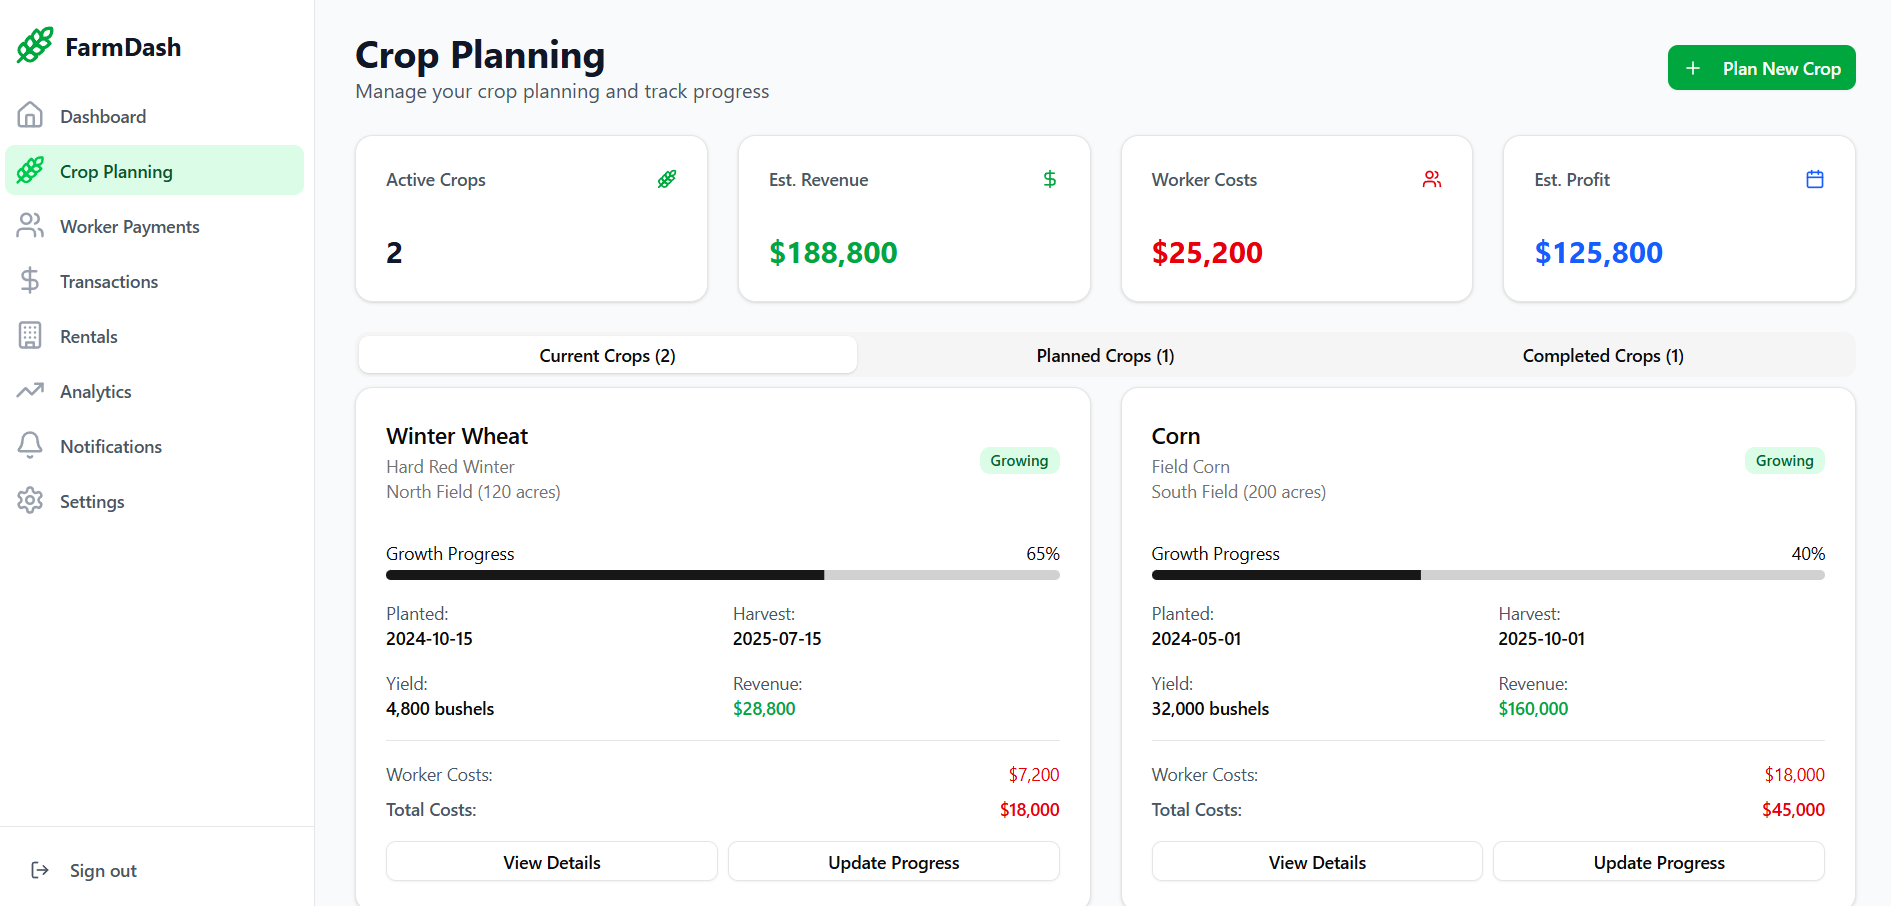 FarmDash
Dashboard
Crop Planning
Worker Payments
Transactions
Rentals
Analytics
Notifications
Settings
Sign out
Crop Planning
Manage your crop planning and track progress
Plan New Crop
Active Crops
2
Est. Revenue
$188,800
Worker Costs
$25,200
Est. Profit
$125,800
Current Crops (2)
Planned Crops (1)
Completed Crops (1)
Winter Wheat
Hard Red Winter
North Field (120 acres)
Growing
Growth Progress
65%
Planted:
2024-10-15
Harvest:
2025-07-15
Yield:
4,800 bushels
Revenue:
$28,800
Worker Costs:
$7,200
Total Costs:
$18,000
View Details
Update Progress
Corn
Field Corn
South Field (200 acres)
Growing
Growth Progress
40%
Planted:
2024-05-01
Harvest:
2025-10-01
Yield:
32,000 bushels
Revenue:
$160,000
Worker Costs:
$18,000
Total Costs:
$45,000
View Details
Update Progress